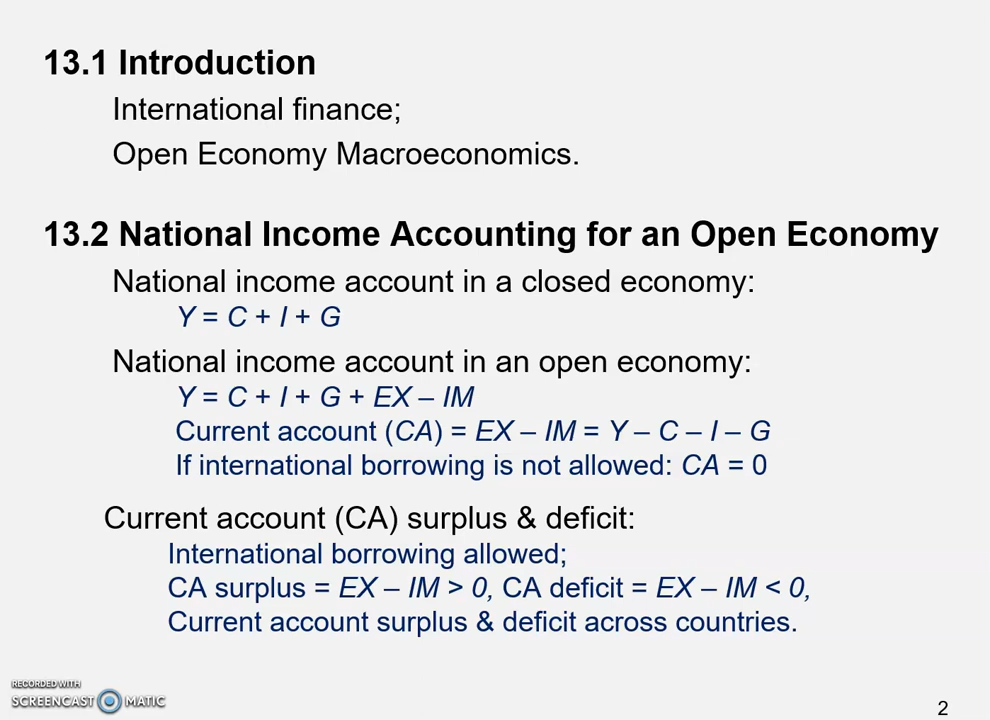 13.1 Introduction
International finance;
Open Economy Macroeconomics.
13.2 National Income Accounting for an Open Economy
National income account in a closed economy:
Y = C + I + G
National income account in an open economy:
Y = C + I + G + EX – IM
Current account (CA) = EX – IM = Y – C – I – G
If international borrowing is not allowed: CA = 0
Current account (CA) surplus & deficit:
International borrowing allowed;
CA surplus = EX – IM > 0, CA deficit = EX – IM < 0,
Current account surplus & deficit across countries.
RECORDED WITH
SCREENCAST MATIC
2